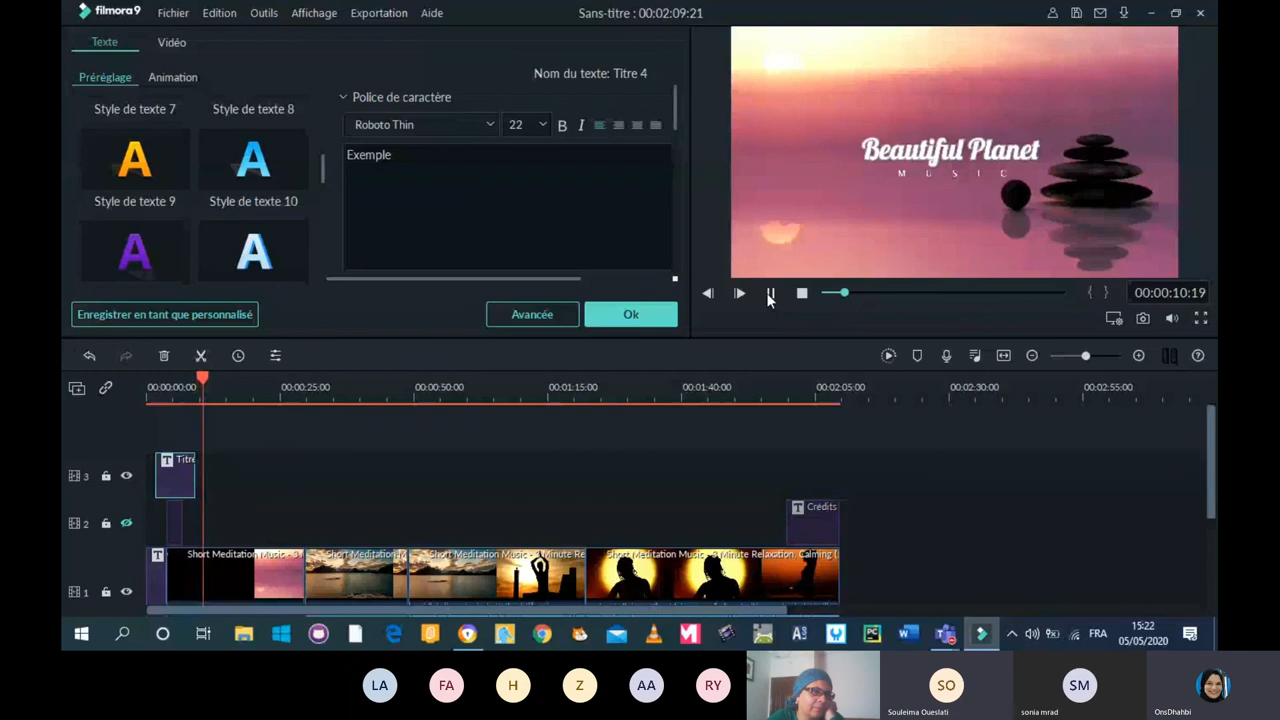 filmora9 Fichier Edition Outils Affichage Exportation Aide Sans-titre : 00:02:09:21
Texte Vidéo
Préréglage Animation
Nom du texte: Titre 4
Style de texte 7 Style de texte 8
Police de caractère
Roboto Thin 22 B I
A A
Exemple
Style de texte 9 Style de texte 10
A A
Enregistrer en tant que personnalisé Avancée Ok
Beautiful Planet
MUSIC
00:00:10:19
00:00:00:00 00:00:25:00 00:00:50:00 00:01:15:00 00:01:40:00 00:02:05:00 00:02:30:00 00:02:55:00
3 T Titre
2 T Crédits
T Short Meditation Music - 3 Short Meditation M Short Meditation Music - 3 Minute Re Short Meditation Music - 3 Minute Relaxation, Calming (
1
FRA 15:22
05/05/2020
LA FA H Z AA RY SO SM
Souleima Oueslati sonia mrad OnsDhahbi